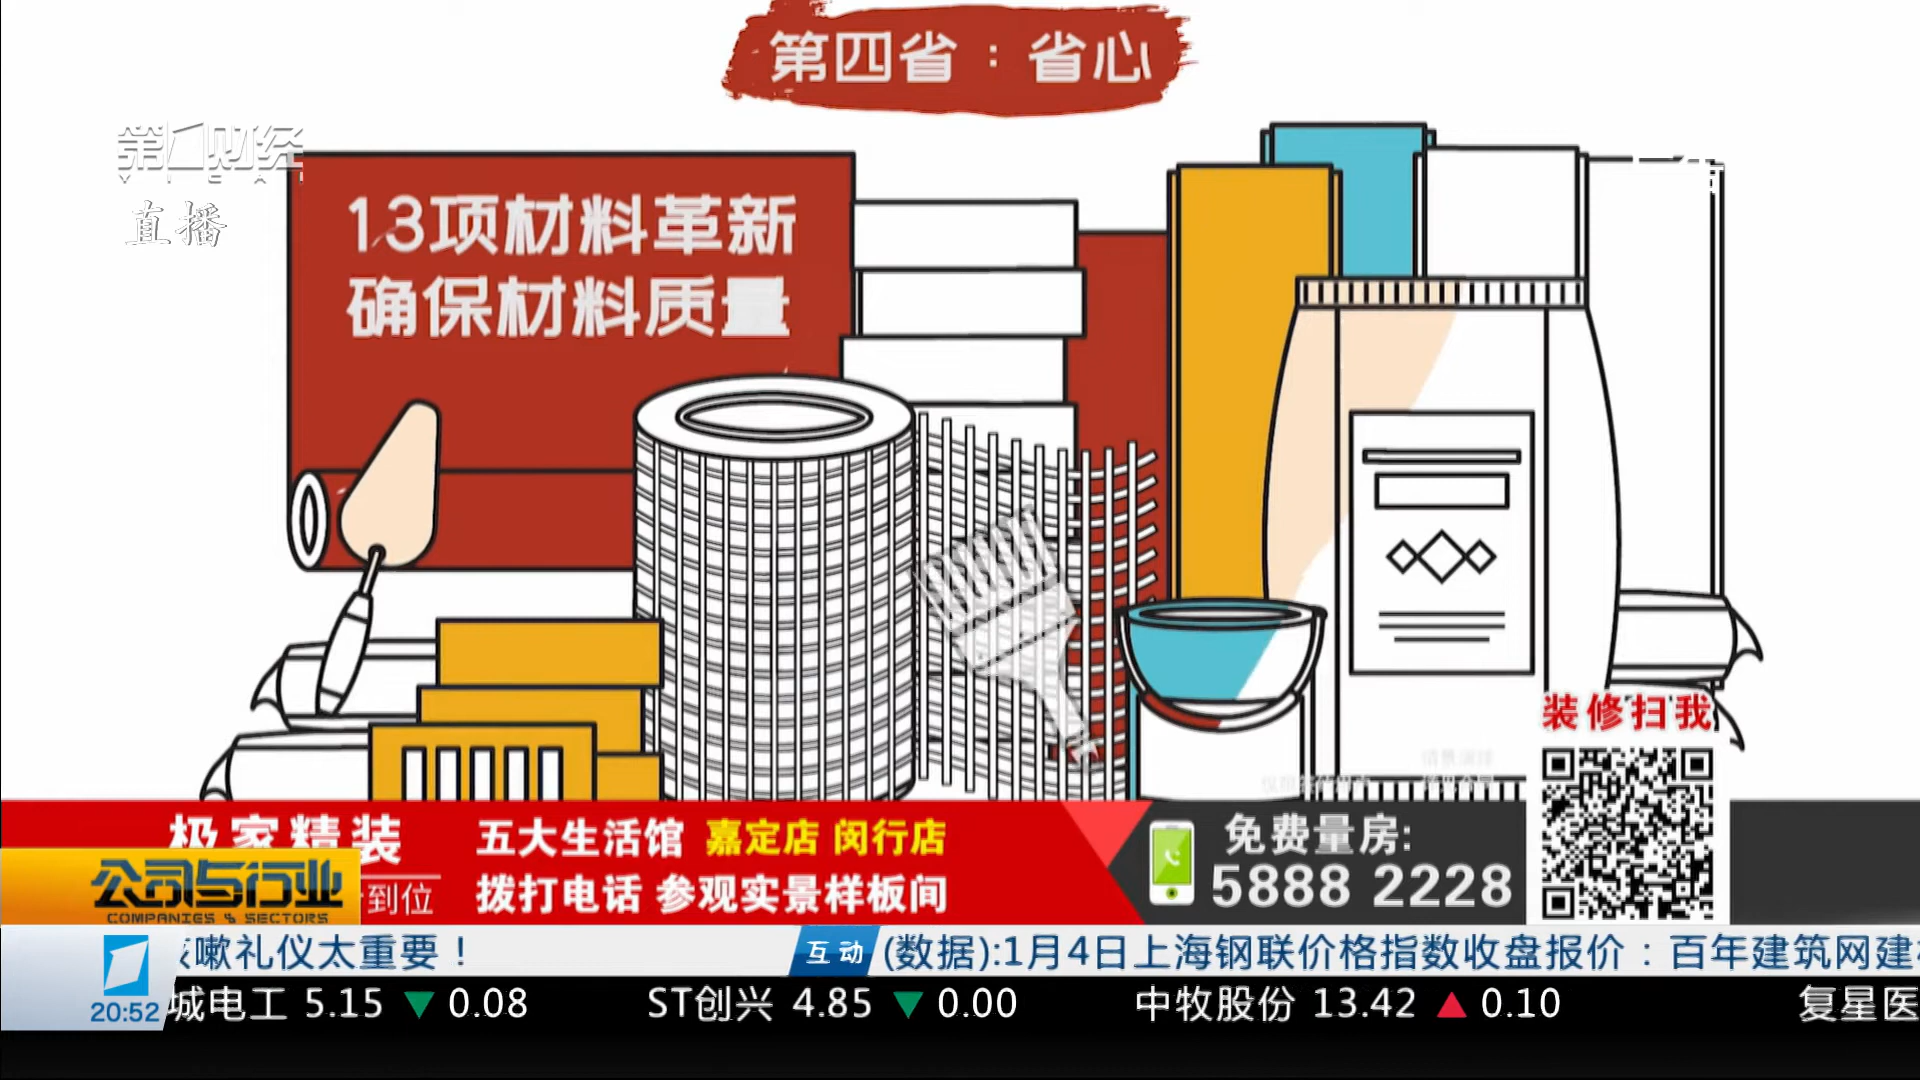 第四省：省心
第一财经
YICAI
直播
13项材料革新
确保材料质量
装修扫我
极家精装
到位
五大生活馆 嘉定店 闵行店
拨打电话 参观实景样板间
免费量房:
5888 2228
公司与行业
COMPANIES & SECTORS
咳嗽礼仪太重要！
互动 (数据):1月4日上海钢联价格指数收盘报价：百年建筑网建
20:52
城电工 5.15 ▼ 0.08 ST创兴 4.85 ▼ 0.00 中牧股份 13.42 ▲ 0.10 复星医